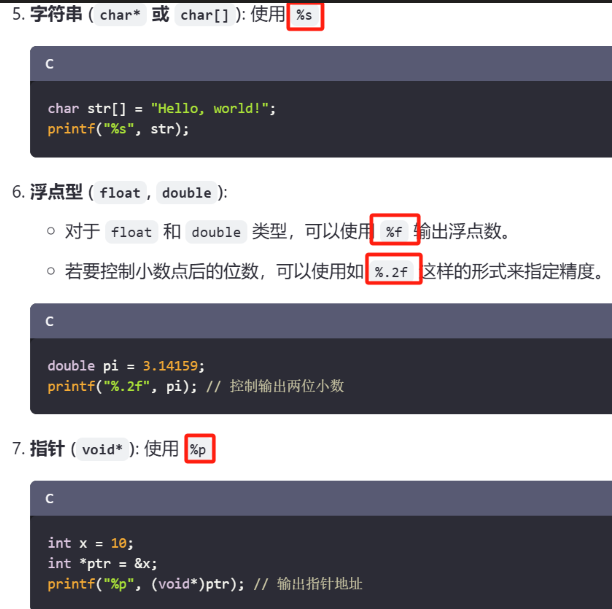 5. 字符串 ( char* 或 char[] ): 使用 %s
C
char str[] = "Hello, world!";
printf("%s", str);
6. 浮点型 ( float , double ):
○ 对于 float 和 double 类型，可以使用 %f 输出浮点数。
○ 若要控制小数点后的位数，可以使用如 %.2f 这样的形式来指定精度。
C
double pi = 3.14159;
printf("%.2f", pi); // 控制输出两位小数
7. 指针 ( void* ): 使用 %p
C
int x = 10;
int *ptr = &x;
printf("%p", (void*)ptr); // 输出指针地址